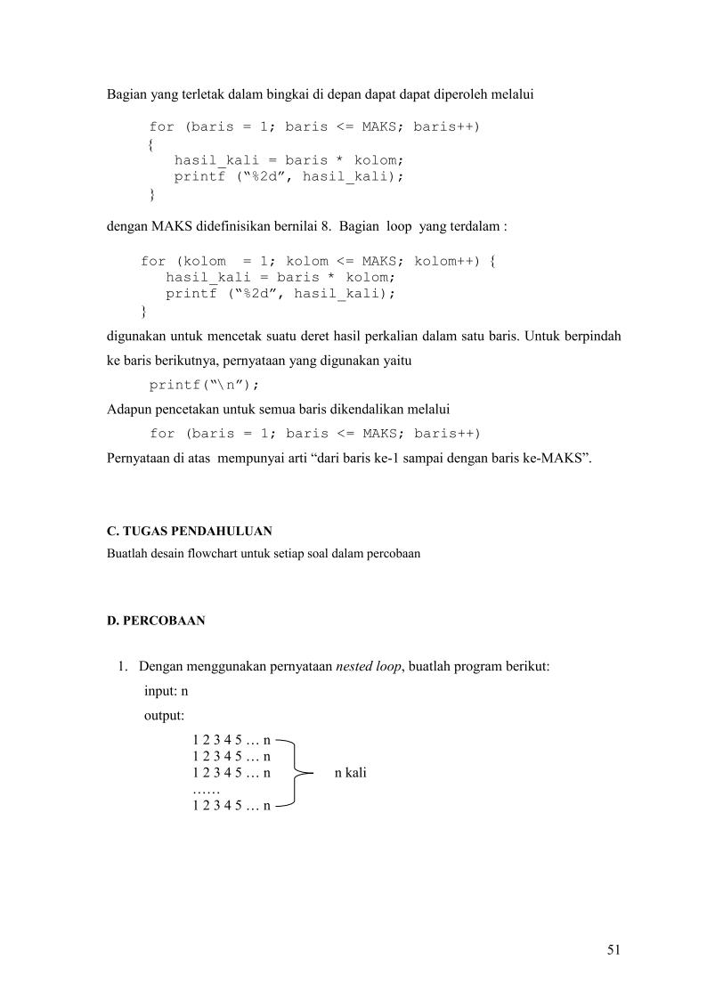 Bagian yang terletak dalam bingkai di depan dapat dapat diperoleh melalui
for (baris = 1; baris <= MAKS; baris++)
{
hasil_kali = baris * kolom;
printf (“%2d”, hasil_kali);
}
dengan MAKS didefinisikan bernilai 8. Bagian loop yang terdalam :
for (kolom = 1; kolom <= MAKS; kolom++) {
hasil_kali = baris * kolom;
printf (“%2d”, hasil_kali);
}
digunakan untuk mencetak suatu deret hasil perkalian dalam satu baris. Untuk berpindah
ke baris berikutnya, pernyataan yang digunakan yaitu
printf(“\n”);
Adapun pencetakan untuk semua baris dikendalikan melalui
for (baris = 1; baris <= MAKS; baris++)
Pernyataan di atas mempunyai arti “dari baris ke-1 sampai dengan baris ke-MAKS”.
C. TUGAS PENDAHULUAN
Buatlah desain flowchart untuk setiap soal dalam percobaan
D. PERCOBAAN
1. Dengan menggunakan pernyataan nested loop, buatlah program berikut:
input: n
output:
1 2 3 4 5 … n
1 2 3 4 5 … n
1 2 3 4 5 … n n kali
……
1 2 3 4 5 … n
51